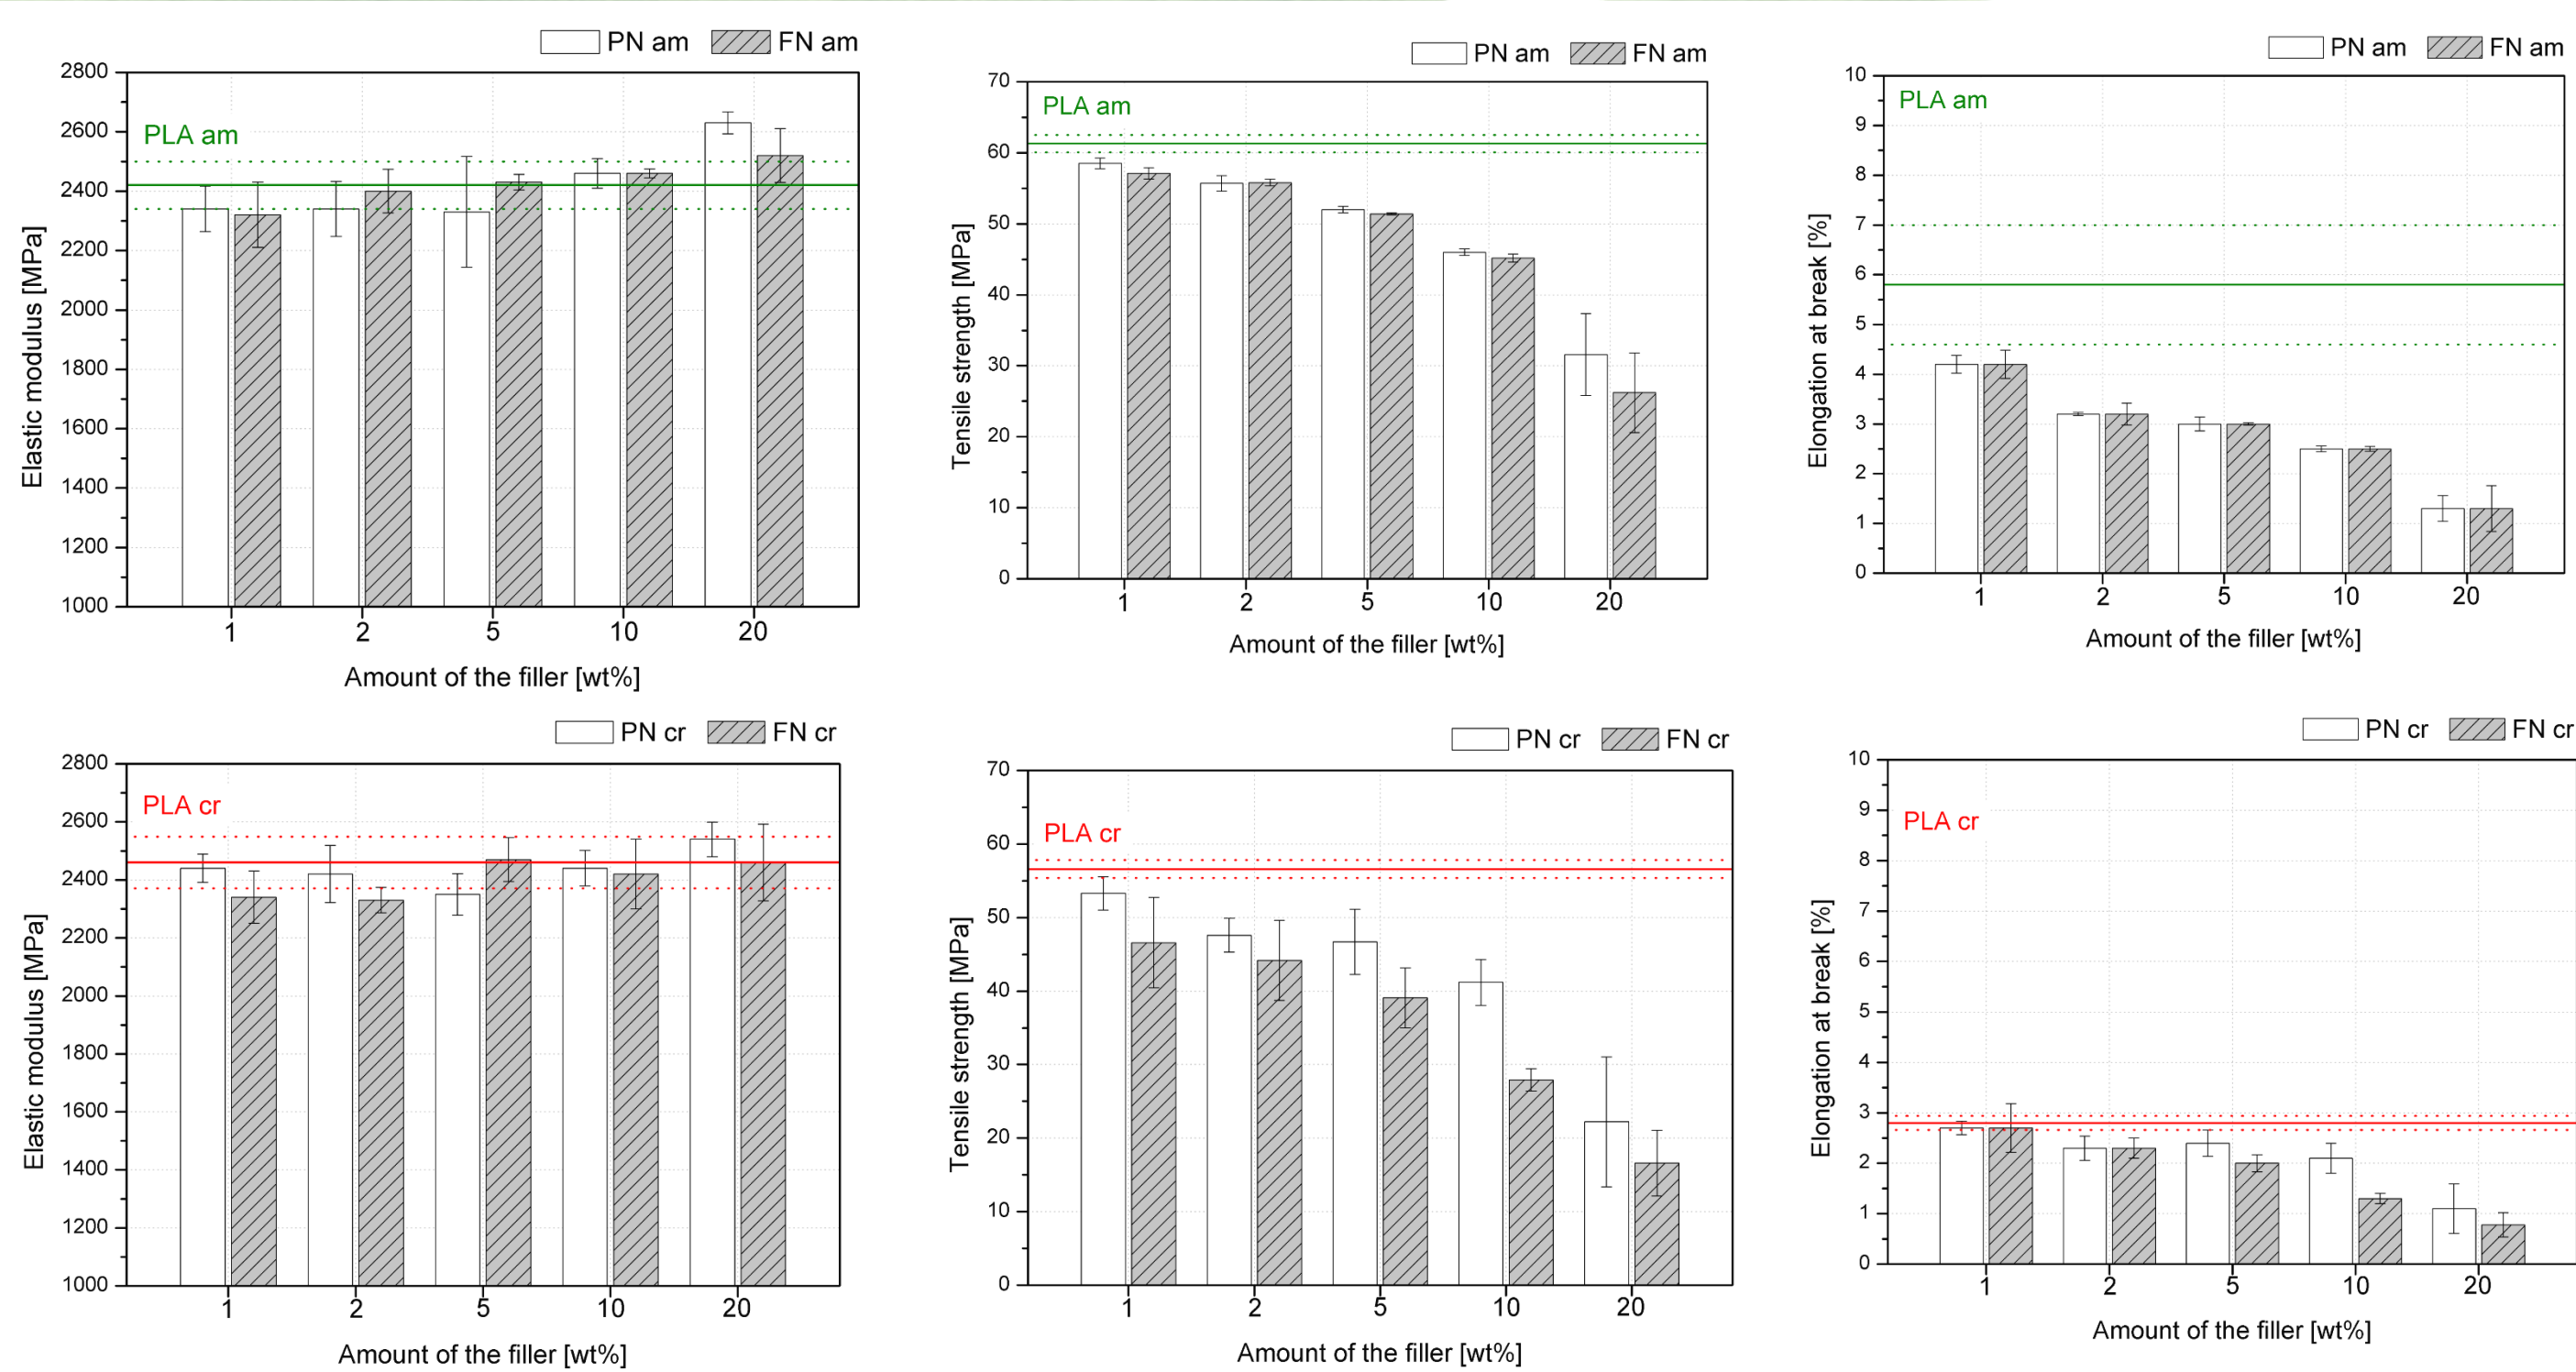 PN am FN am
2800
2600
2400
2200
2000
1800
1600
1400
1200
1000
PLA am
Elastic modulus [MPa]
1 2 5 10 20
Amount of the filler [wt%]
PN am FN am
70
60
50
40
30
20
10
0
PLA am
Tensile strength [MPa]
1 2 5 10 20
Amount of the filler [wt%]
PN am FN am
10
9
8
7
6
5
4
3
2
1
0
PLA am
Elongation at break [%]
1 2 5 10 20
Amount of the filler [wt%]
PN cr FN cr
2800
2600
2400
2200
2000
1800
1600
1400
1200
1000
PLA cr
Elastic modulus [MPa]
1 2 5 10 20
Amount of the filler [wt%]
PN cr FN cr
70
60
50
40
30
20
10
0
PLA cr
Tensile strength [MPa]
1 2 5 10 20
Amount of the filler [wt%]
PN cr FN cr
10
9
8
7
6
5
4
3
2
1
0
PLA cr
Elongation at break [%]
1 2 5 10 20
Amount of the filler [wt%]